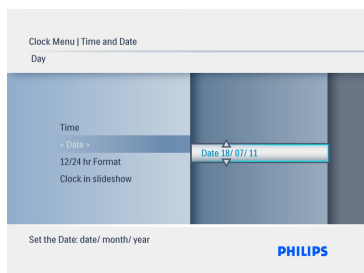 Clock Menu | Time and Date
Day
Time
< Date >
12/24 hr Format
Clock in slideshow
Date 18/ 07/ 11
Set the Date: date/ month/ year
PHILIPS